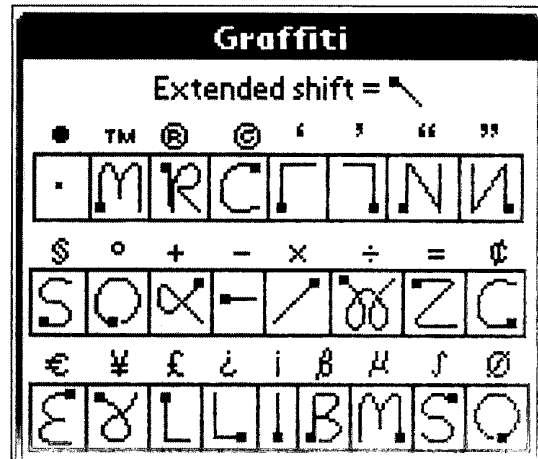 Graffiti
Extended shift =
• ™ ® © ‘ ’ “ ”
§ ° + − × ÷ = ¢
€ ¥ £ ¿ ¡ β µ ʃ Ø